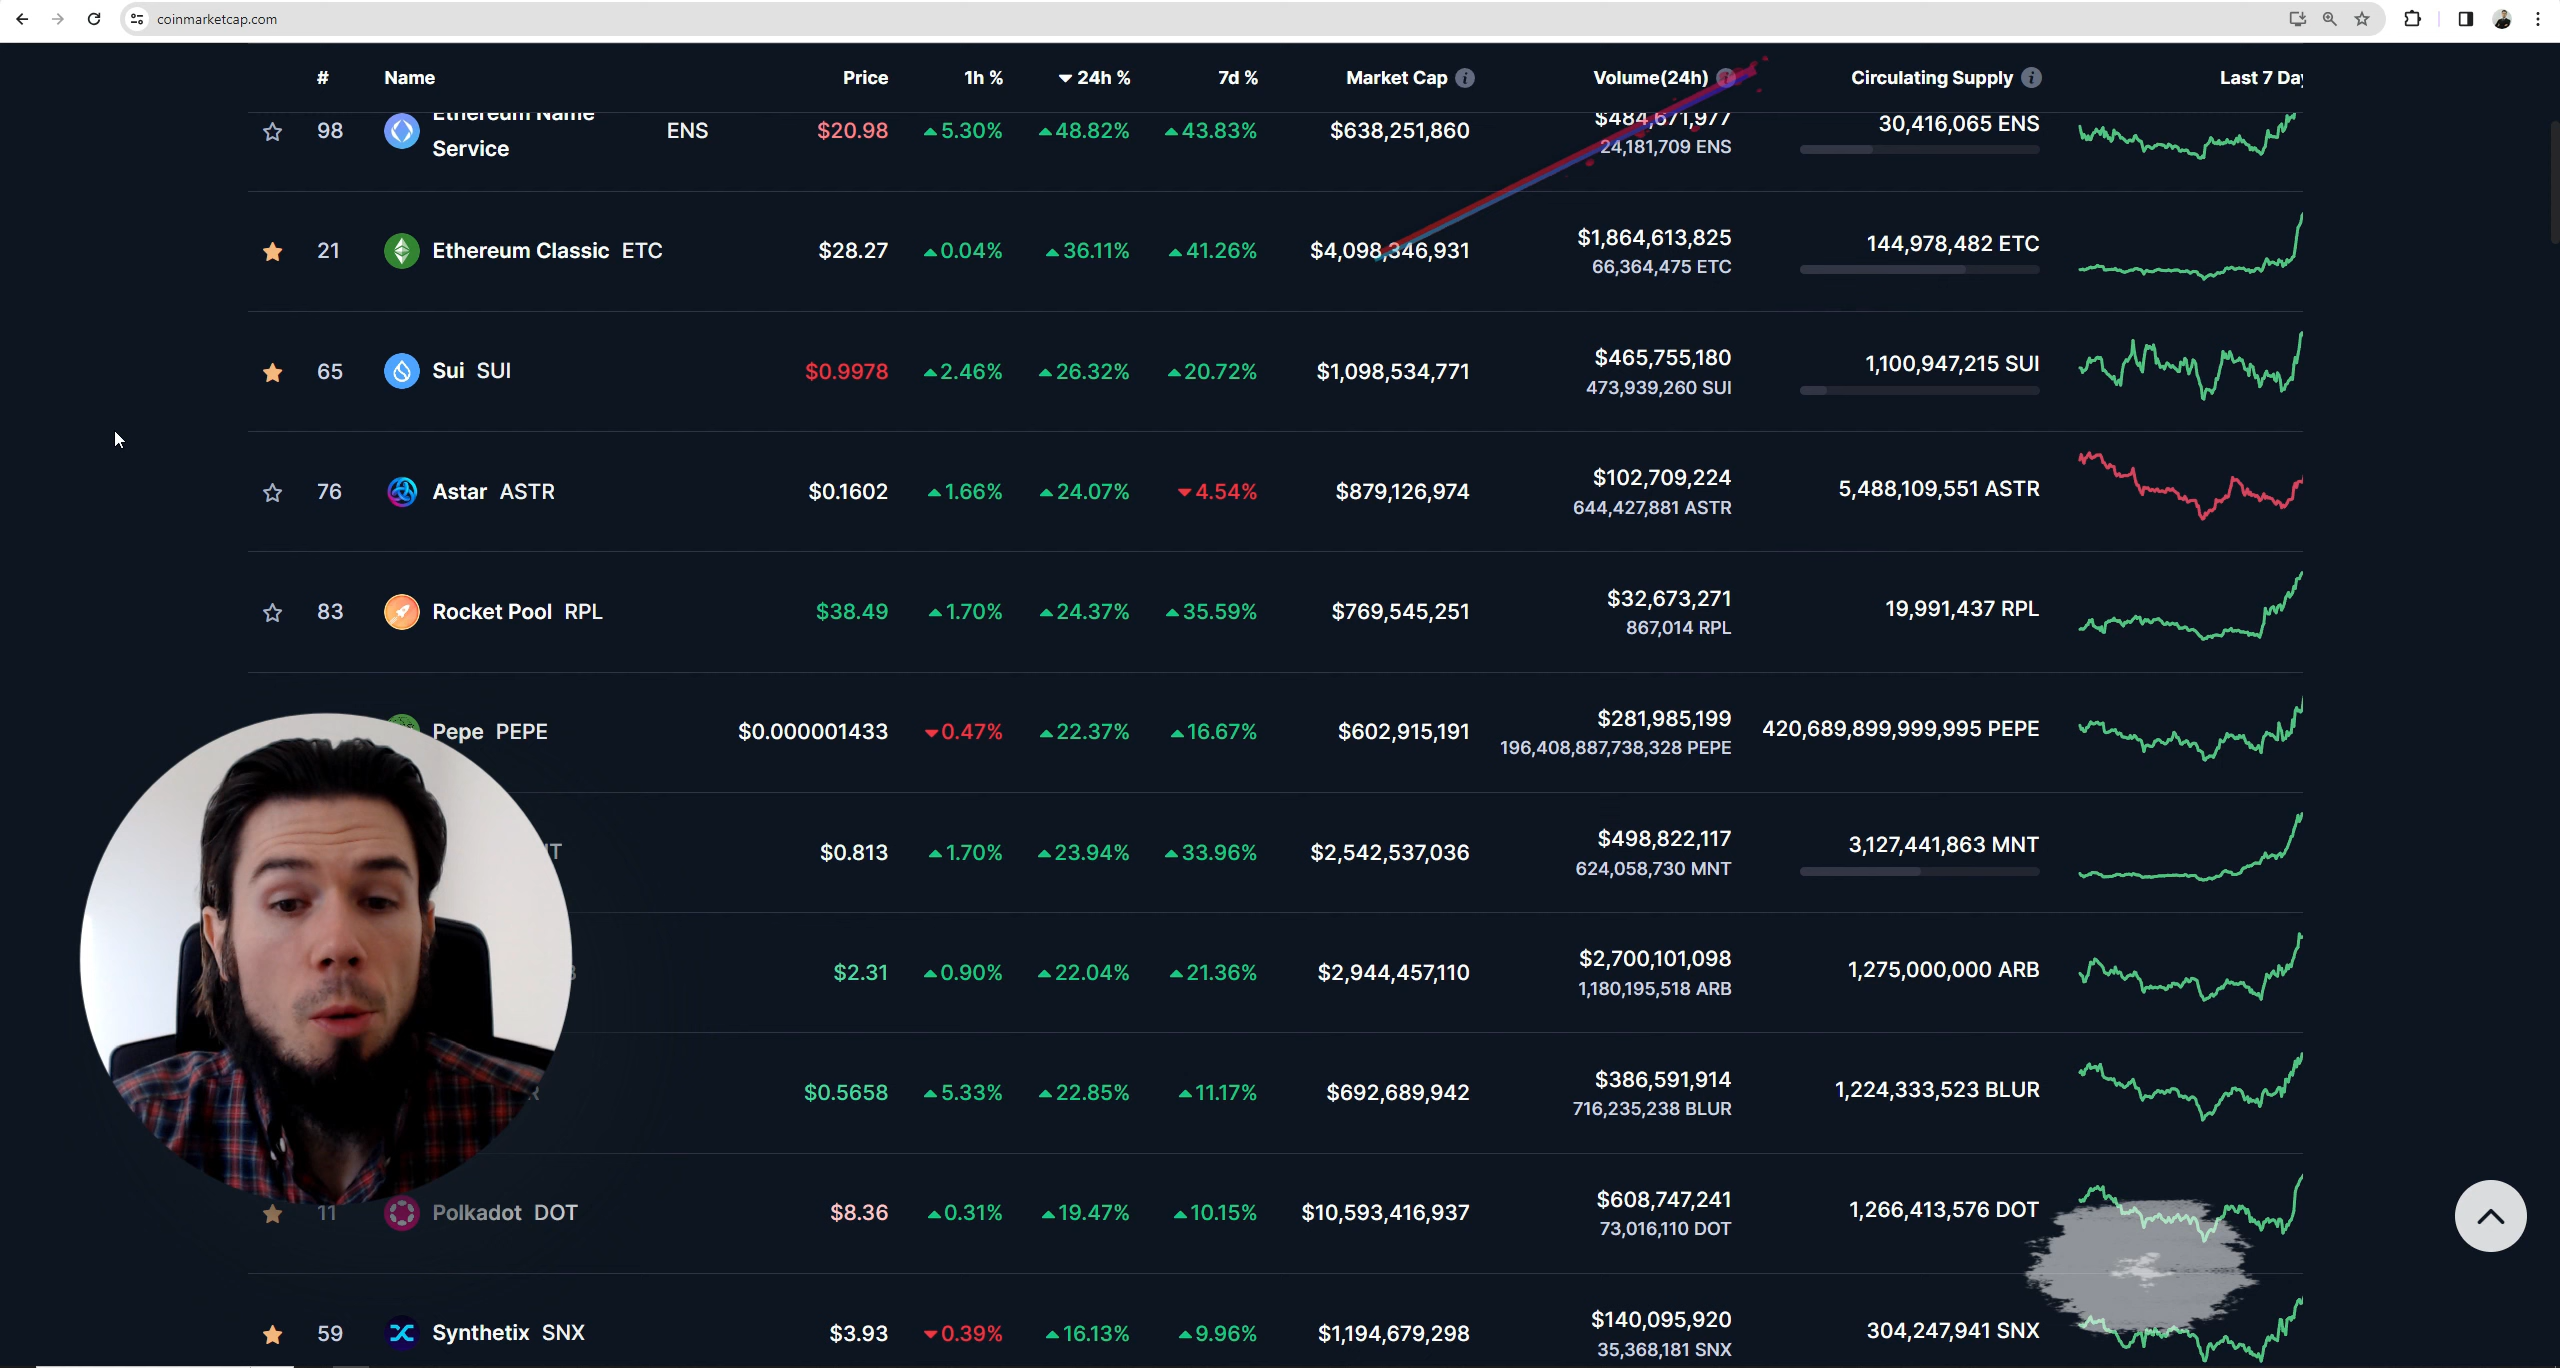 coinmarketcap.com
# Name Price 1h % 24h % 7d % Market Cap Volume(24h) Circulating Supply Last 7 Day
98 Ethereum Name Service ENS $20.98 5.30% 48.82% 43.83% $638,251,860 $484,671,977 30,416,065 ENS
24,181,709 ENS
21 Ethereum Classic ETC $28.27 0.04% 36.11% 41.26% $4,098,346,931 $1,864,613,825 144,978,482 ETC
66,364,475 ETC
65 Sui SUI $0.9978 2.46% 26.32% 20.72% $1,098,534,771 $465,755,180 1,100,947,215 SUI
473,939,260 SUI
76 Astar ASTR $0.1602 1.66% 24.07% 4.54% $879,126,974 $102,709,224 5,488,109,551 ASTR
644,427,881 ASTR
83 Rocket Pool RPL $38.49 1.70% 24.37% 35.59% $769,545,251 $32,673,271 19,991,437 RPL
867,014 RPL
Pepe PEPE $0.000001433 0.47% 22.37% 16.67% $602,915,191 $281,985,199 420,689,899,999,995 PEPE
196,408,887,738,328 PEPE
$0.813 1.70% 23.94% 33.96% $2,542,537,036 $498,822,117 3,127,441,863 MNT
624,058,730 MNT
$2.31 0.90% 22.04% 21.36% $2,944,457,110 $2,700,101,098 1,275,000,000 ARB
1,180,195,518 ARB
$0.5658 5.33% 22.85% 11.17% $692,689,942 $386,591,914 1,224,333,523 BLUR
716,235,238 BLUR
11 Polkadot DOT $8.36 0.31% 19.47% 10.15% $10,593,416,937 $608,747,241 1,266,413,576 DOT
73,016,110 DOT
59 Synthetix SNX $3.93 0.39% 16.13% 9.96% $1,194,679,298 $140,095,920 304,247,941 SNX
35,368,181 SNX